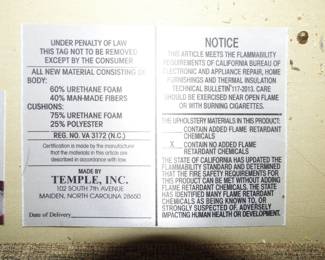 UNDER PENALTY OF LAW
THIS TAG NOT TO BE REMOVED
EXCEPT BY THE CONSUMER
ALL NEW MATERIAL CONSISTING OF
BODY:
60% URETHANE FOAM
40% MAN-MADE FIBERS
CUSHIONS:
75% URETHANE FOAM
25% POLYESTER
REG. NO. VA 3172 (N.C.)
Certification is made by the manufacturer
that the materials in this article are
described in accordance with law.
MADE BY
TEMPLE, INC.
102 SOUTH 7th AVENUE
MAIDEN, NORTH CAROLINA 28650
Date of Delivery
NOTICE
THIS ARTICLE MEETS THE FLAMMABILITY
REQUIREMENTS OF CALIFORNIA BUREAU OF
ELECTRONIC AND APPLIANCE REPAIR, HOME
FURNISHINGS AND THERMAL INSULATION
TECHNICAL BULLETIN 117-2013. CARE
SHOULD BE EXERCISED NEAR OPEN FLAME
OR WITH BURNING CIGARETTES.
THE UPHOLSTERY MATERIALS IN THIS PRODUCT:
CONTAIN ADDED FLAME RETARDANT
CHEMICALS
X CONTAIN NO ADDED FLAME
RETARDANT CHEMICALS
THE STATE OF CALIFORNIA HAS UPDATED THE
FLAMMABILITY STANDARD AND DETERMINED
THAT THE FIRE SAFETY REQUIREMENTS FOR
THIS PRODUCT CAN BE MET WITHOUT ADDING
FLAME RETARDANT CHEMICALS. THE STATE
HAS IDENTIFIED MANY FLAME RETARDANT
CHEMICALS AS BEING KNOWN TO, OR
STRONGLY SUSPECTED OF, ADVERSELY
IMPACTING HUMAN HEALTH OR DEVELOPMENT.